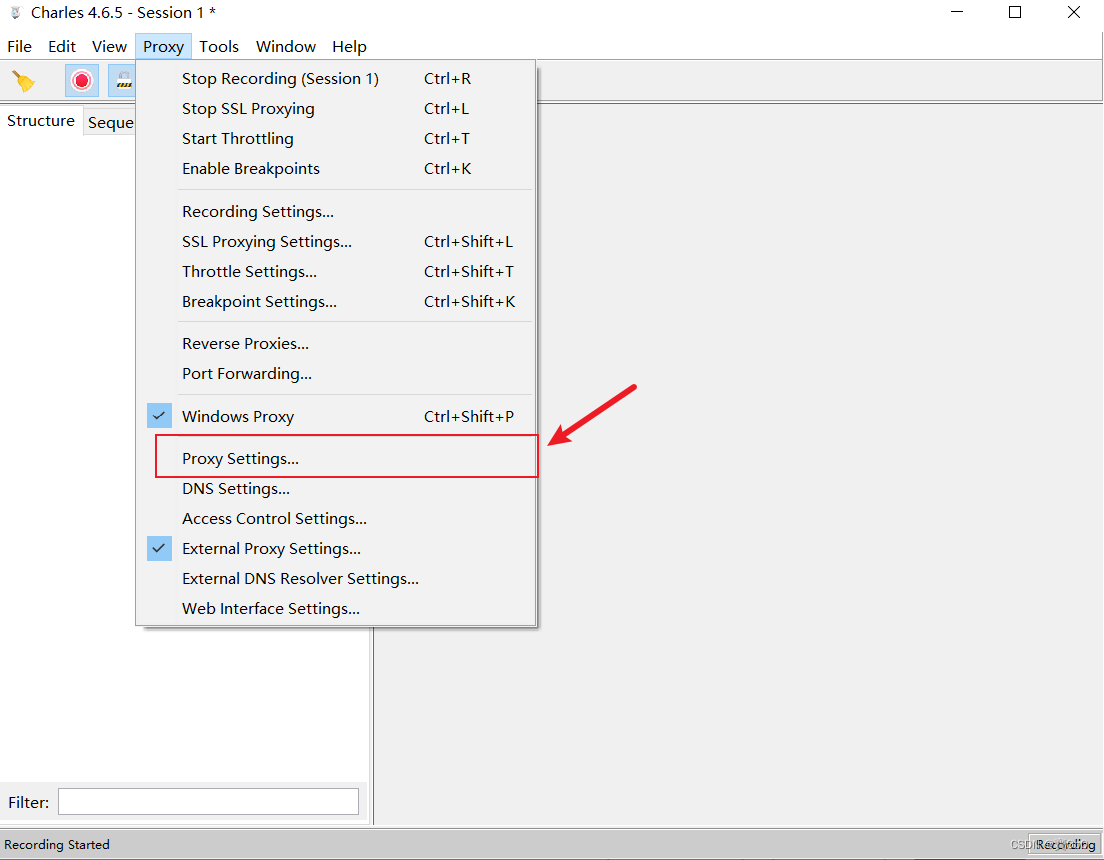 Charles 4.6.5 - Session 1 *
File Edit View Proxy Tools Window Help
Stop Recording (Session 1) Ctrl+R
Stop SSL Proxying Ctrl+L
Start Throttling Ctrl+T
Enable Breakpoints Ctrl+K
Structure Seque
Recording Settings...
SSL Proxying Settings... Ctrl+Shift+L
Throttle Settings... Ctrl+Shift+T
Breakpoint Settings... Ctrl+Shift+K
Reverse Proxies...
Port Forwarding...
Windows Proxy Ctrl+Shift+P
Proxy Settings...
DNS Settings...
Access Control Settings...
External Proxy Settings...
External DNS Resolver Settings...
Web Interface Settings...
Filter:
Recording Started
Recording